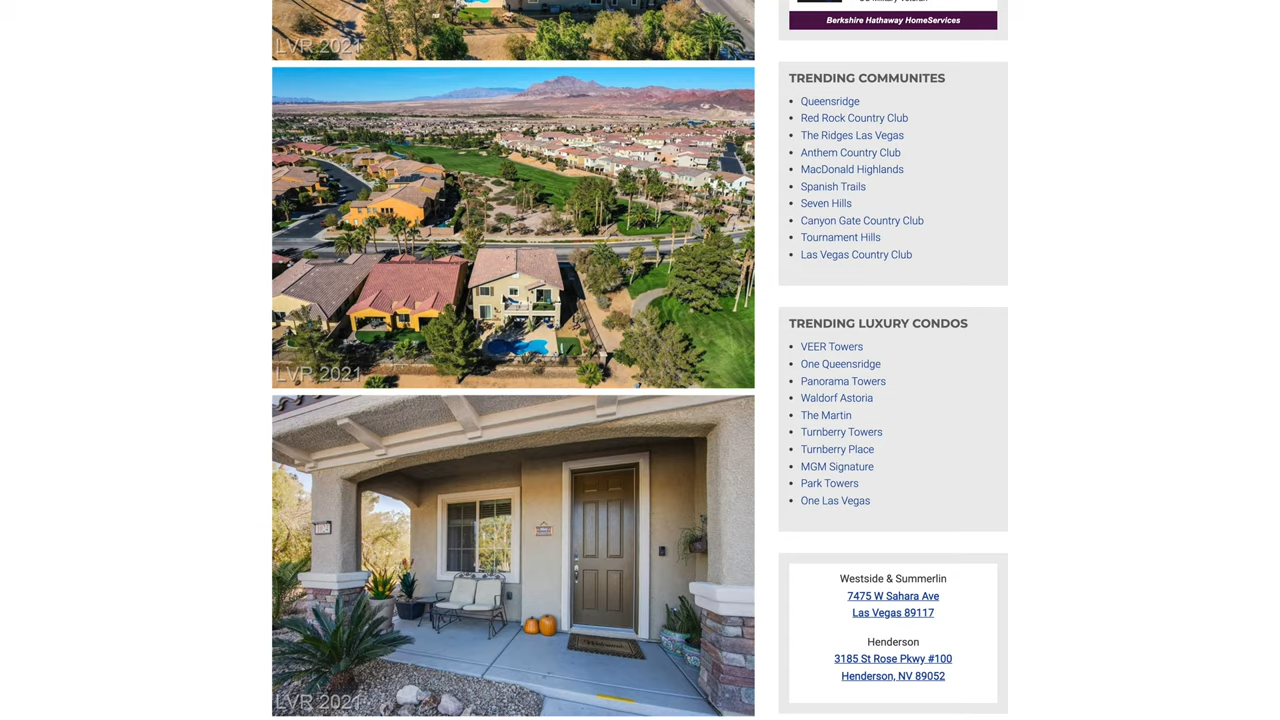 LVR 2021
LVR 2021
LVR 2021
Berkshire Hathaway HomeServices
TRENDING COMMUNITES
Queensridge
Red Rock Country Club
The Ridges Las Vegas
Anthem Country Club
MacDonald Highlands
Spanish Trails
Seven Hills
Canyon Gate Country Club
Tournament Hills
Las Vegas Country Club
TRENDING LUXURY CONDOS
VEER Towers
One Queensridge
Panorama Towers
Waldorf Astoria
The Martin
Turnberry Towers
Turnberry Place
MGM Signature
Park Towers
One Las Vegas
Westside & Summerlin
7475 W Sahara Ave
Las Vegas 89117
Henderson
3185 St Rose Pkwy #100
Henderson, NV 89052